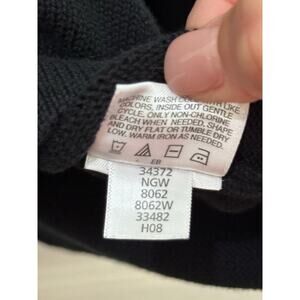 MACHINE WASH COLD WITH LIKE
COLORS, INSIDE OUT GENTLE
CYCLE. ONLY NON-CHLORINE
BLEACH WHEN NEEDED. SHAPE
AND DRY FLAT OR TUMBLE DRY
LOW. WARM IRON AS NEEDED.
EB
34372
NGW
8062
8062W
33482
H08